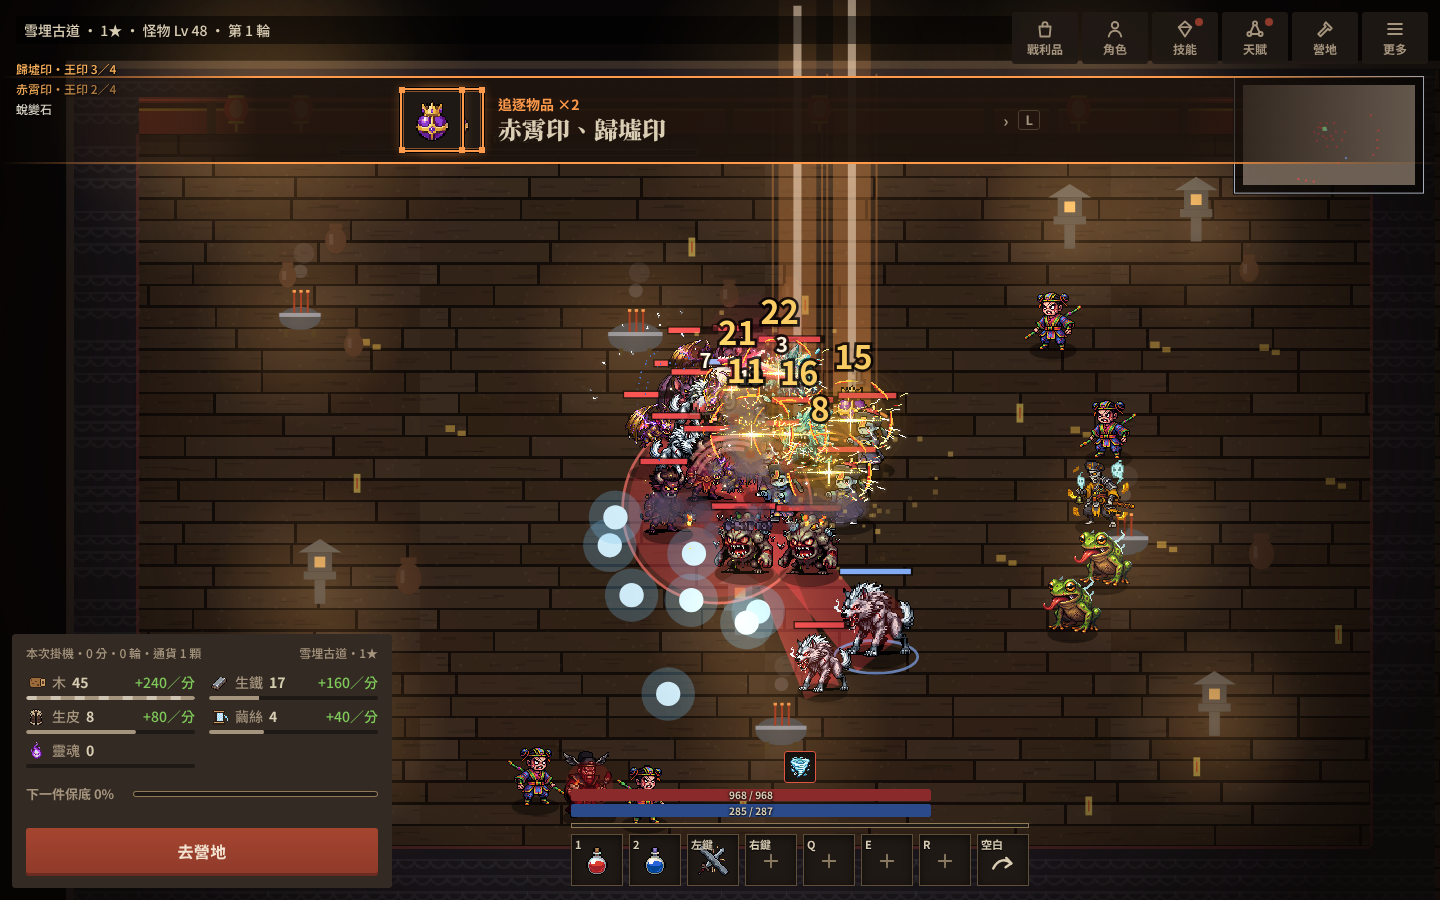 雪埋古道 · 1★ · 怪物 Lv 48 · 第 1 輪
戰利品
角色
技能
天賦
營地
更多
歸墟印·王印 3／4
赤霄印·王印 2／4
蛻變石
追逐物品 ×2
赤霄印、歸墟印
› L
22
21
3
7
11
16
15
8
本次掛機·0 分·0 輪·通貨 1 顆
雪埋古道·1★
木 45 +240／分
生鐵 17 +160／分
生皮 8 +80／分
繭絲 4 +40／分
靈魂 0
下一件保底 0%
去營地
968 / 968
285 / 287
1
2
左鍵
右鍵
Q
E
R
空白